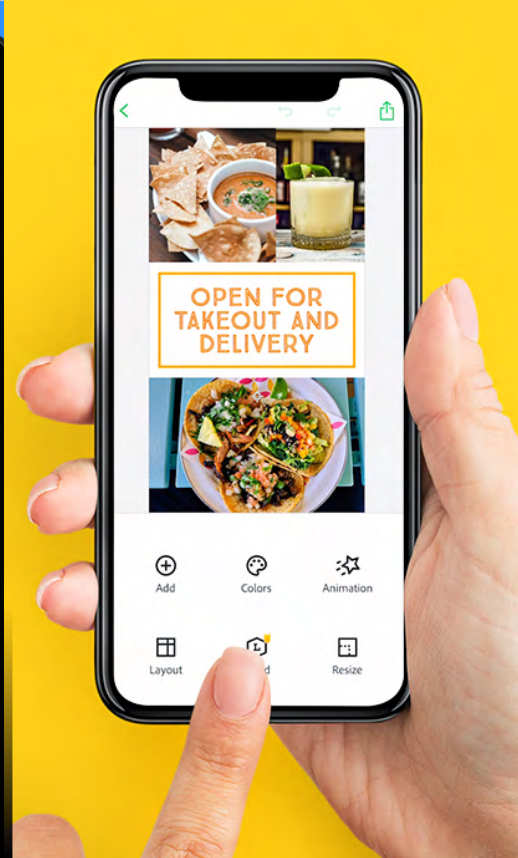 OPEN FOR
TAKEOUT AND
DELIVERY
Add
Colors
Animation
Layout
Resize